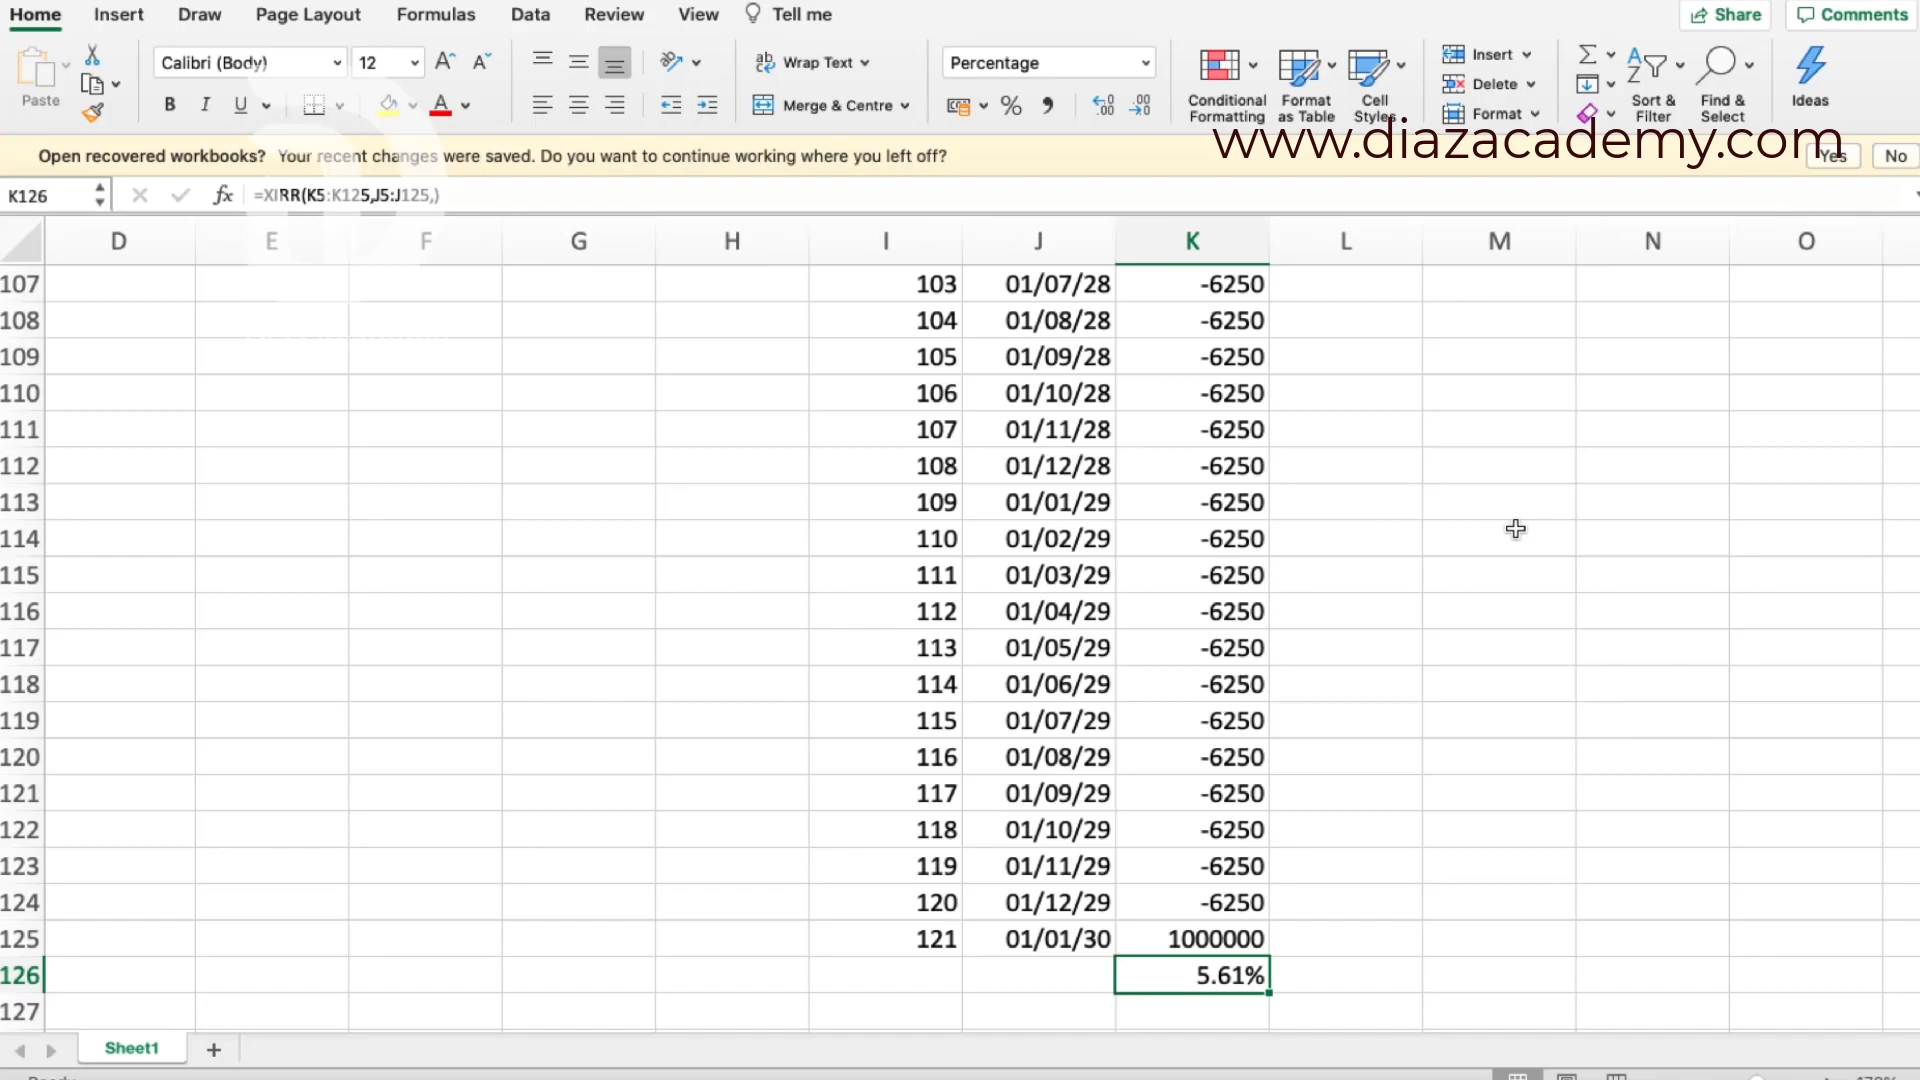 Home Insert Draw Page Layout Formulas Data Review View Tell me Share Comments
Paste Calibri (Body) 12 Wrap Text Percentage Conditional Formatting Format as Table Cell Styles Insert Sort & Filter Find & Select Ideas
B I U Merge & Centre % Delete
Format
www.diazacademy.com
Open recovered workbooks? Your recent changes were saved. Do you want to continue working where you left off? Yes No
K126 fx =XIRR(K5:K125,J5:J125,)
D E F G H I J K L M N O
107 103 01/07/28 -6250
108 104 01/08/28 -6250
109 105 01/09/28 -6250
110 106 01/10/28 -6250
111 107 01/11/28 -6250
112 108 01/12/28 -6250
113 109 01/01/29 -6250
114 110 01/02/29 -6250
115 111 01/03/29 -6250
116 112 01/04/29 -6250
117 113 01/05/29 -6250
118 114 01/06/29 -6250
119 115 01/07/29 -6250
120 116 01/08/29 -6250
121 117 01/09/29 -6250
122 118 01/10/29 -6250
123 119 01/11/29 -6250
124 120 01/12/29 -6250
125 121 01/01/30 1000000
126 5.61%
127
Sheet1 +